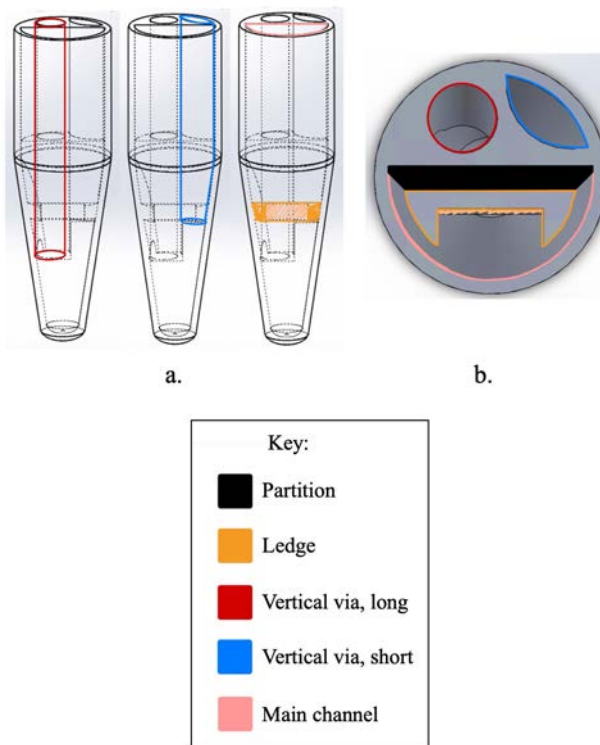 a.
b.
Key:
Partition
Ledge
Vertical via, long
Vertical via, short
Main channel